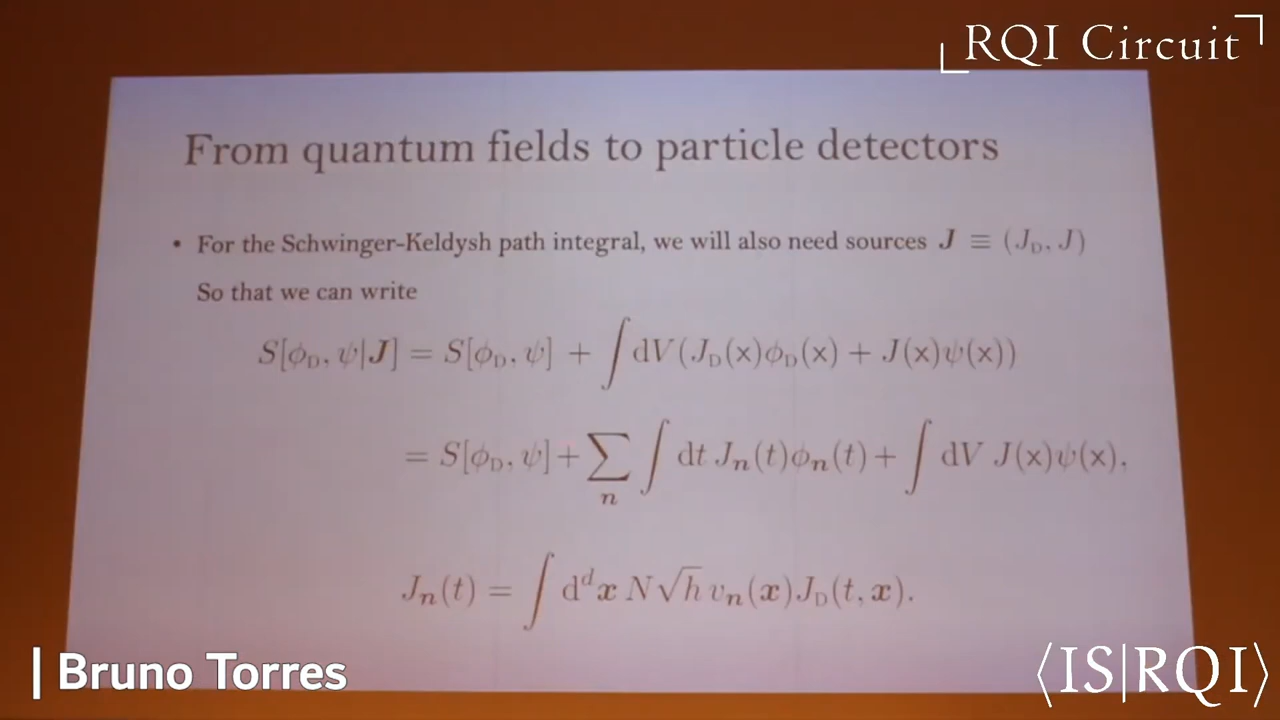 RQI Circuit
From quantum fields to particle detectors
• For the Schwinger-Keldysh path integral, we will also need sources J ≡ (J_D, J)
So that we can write
S[ϕ_D, ψ|J] = S[ϕ_D, ψ] + ∫ dV(J_D(x)ϕ_D(x) + J(x)ψ(x))
= S[ϕ_D, ψ] + ∑_n ∫ dt J_n(t)ϕ_n(t) + ∫ dV J(x)ψ(x),
J_n(t) = ∫ d^d x N√h v_n(x)J_D(t, x).
| Bruno Torres
⟨IS|RQI⟩